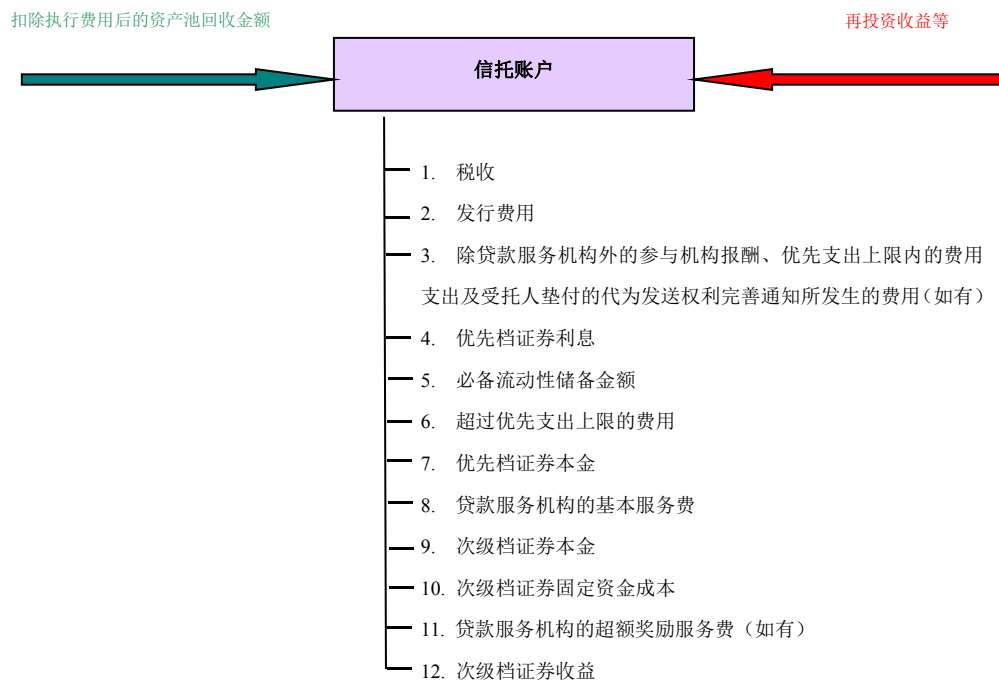 扣除执行费用后的资产池回收金额
再投资收益等
信托账户
1. 税收
2. 发行费用
3. 除贷款服务机构外的参与机构报酬、优先支出上限内的费用
支出及受托人垫付的代为发送权利完善通知所发生的费用(如有)
4. 优先档证券利息
5. 必备流动性储备金额
6. 超过优先支出上限的费用
7. 优先档证券本金
8. 贷款服务机构的基本服务费
9. 次级档证券本金
10. 次级档证券固定资金成本
11. 贷款服务机构的超额奖励服务费（如有）
12. 次级档证券收益